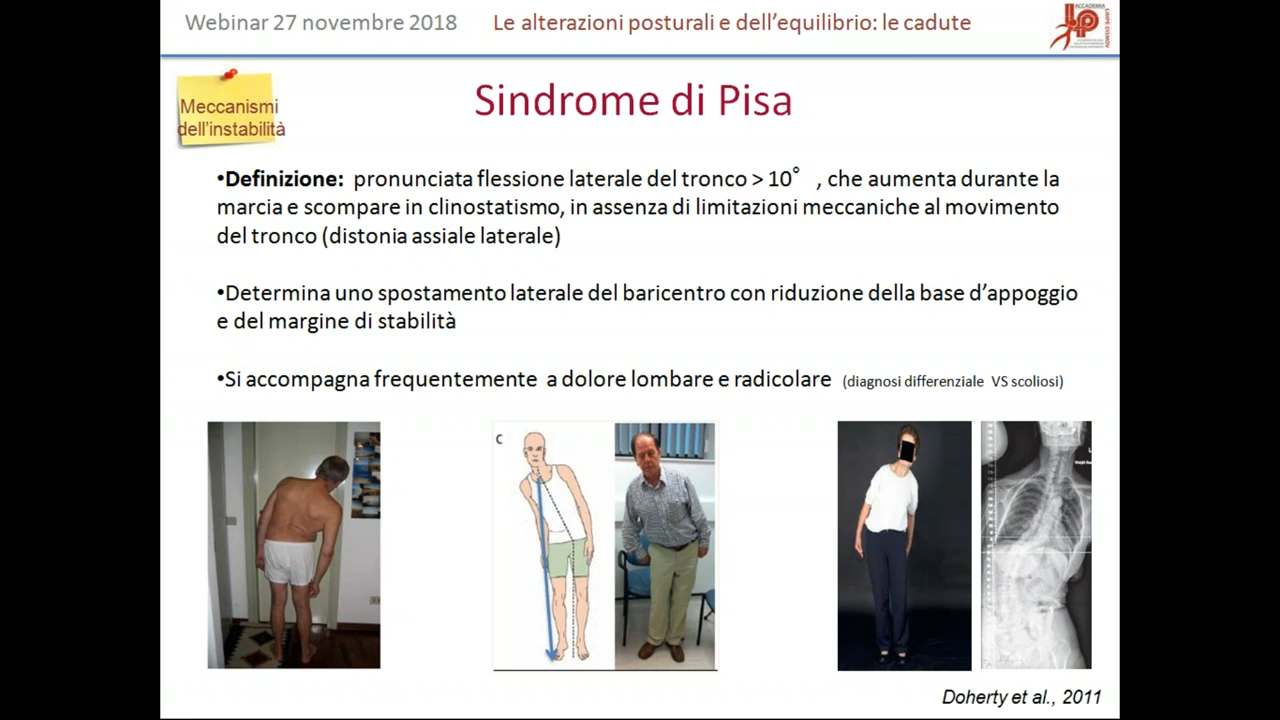 Webinar 27 novembre 2018 Le alterazioni posturali e dell'equilibrio: le cadute
ACCADEMIA
LIMPE-DISMOV
Meccanismi
dell'instabilità
Sindrome di Pisa
•Definizione: pronunciata flessione laterale del tronco > 10° , che aumenta durante la
marcia e scompare in clinostatismo, in assenza di limitazioni meccaniche al movimento
del tronco (distonia assiale laterale)
•Determina uno spostamento laterale del baricentro con riduzione della base d'appoggio
e del margine di stabilità
•Si accompagna frequentemente a dolore lombare e radicolare (diagnosi differenziale VS scoliosi)
C
Doherty et al., 2011